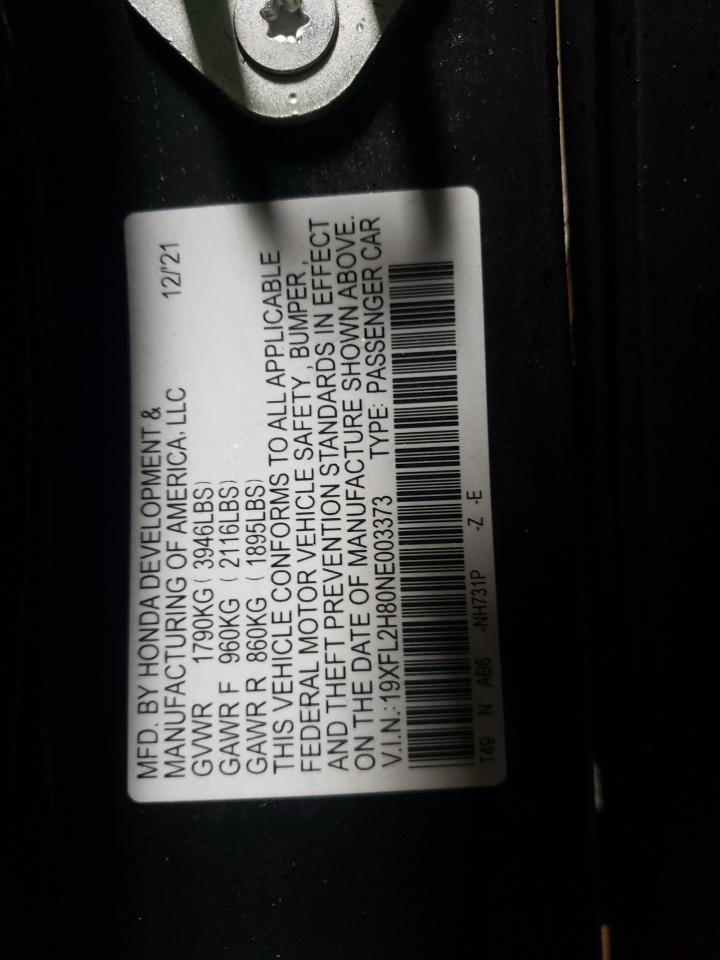 MFD. BY HONDA DEVELOPMENT &
MANUFACTURING OF AMERICA, LLC 12/'21
GVWR 1790KG ( 3946LBS)
GAWR F 960KG ( 2116LBS)
GAWR R 860KG ( 1895LBS)
THIS VEHICLE CONFORMS TO ALL APPLICABLE
FEDERAL MOTOR VEHICLE SAFETY , BUMPER ,
AND THEFT PREVENTION STANDARDS IN EFFECT
ON THE DATE OF MANUFACTURE SHOWN ABOVE.
V.I.N.: 19XFL2H80NE003373 TYPE: PASSENGER CAR
T49 N AB6 -NH731P -Z -E